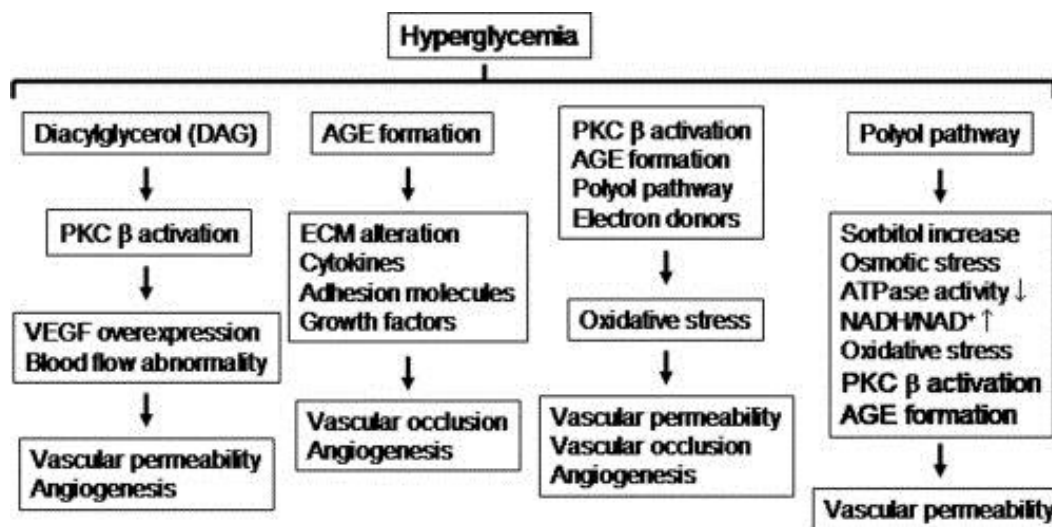 Hyperglycemia
Diacylglycerol (DAG)
PKC β activation
VEGF overexpression
Blood flow abnormality
Vascular permeability
Angiogenesis
AGE formation
ECM alteration
Cytokines
Adhesion molecules
Growth factors
Vascular occlusion
Angiogenesis
PKC β activation
AGE formation
Polyol pathway
Electron donors
Oxidative stress
Vascular permeability
Vascular occlusion
Angiogenesis
Polyol pathway
Sorbitol increase
Osmotic stress
ATPase activity ↓
NADH/NAD⁺ ↑
Oxidative stress
PKC β activation
AGE formation
Vascular permeability